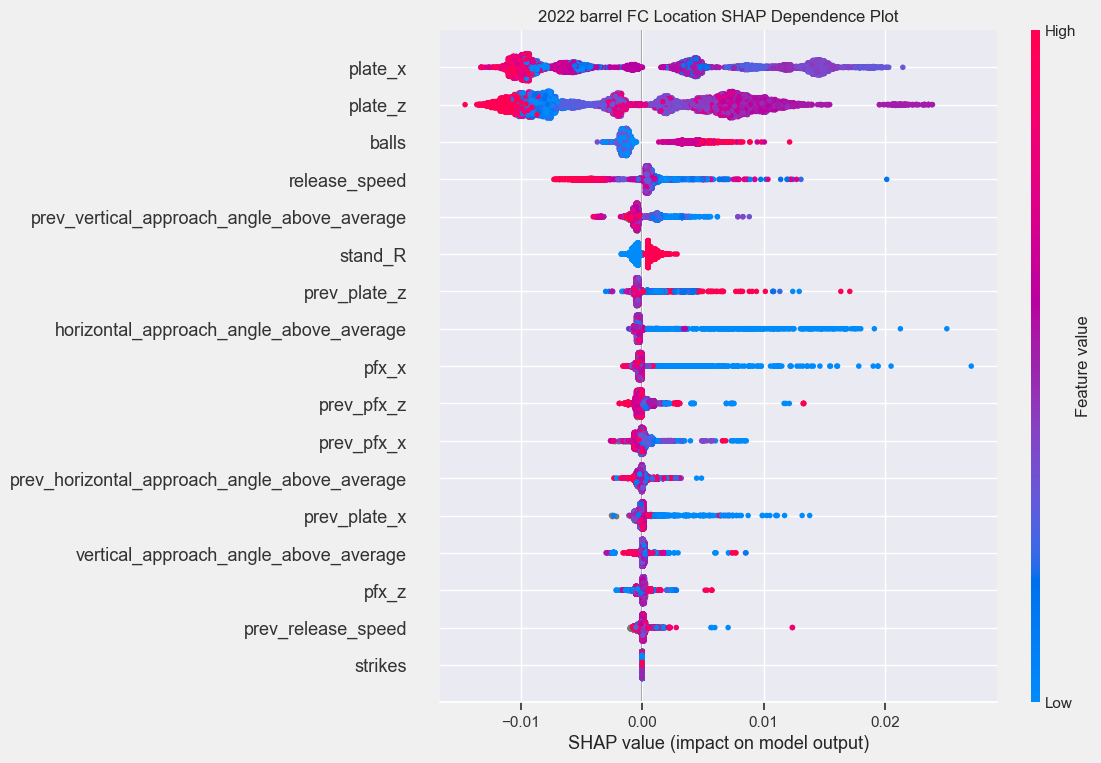 2022 barrel FC Location SHAP Dependence Plot
High
plate_x
plate_z
balls
release_speed
prev_vertical_approach_angle_above_average
stand_R
prev_plate_z
horizontal_approach_angle_above_average
pfx_x
prev_pfx_z
prev_pfx_x
prev_horizontal_approach_angle_above_average
prev_plate_x
vertical_approach_angle_above_average
pfx_z
prev_release_speed
strikes
Feature value
Low
−0.01 0.00 0.01 0.02
SHAP value (impact on model output)